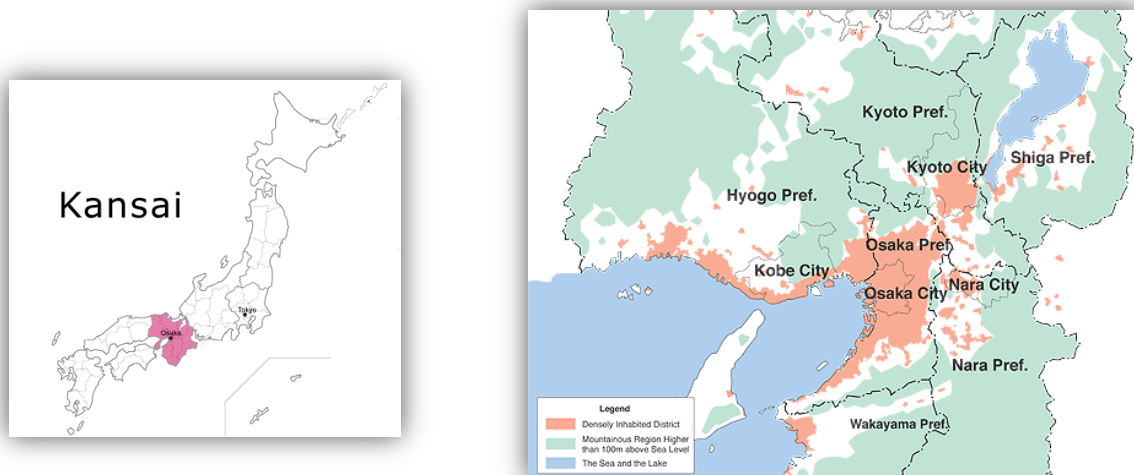 Kansai
Tokyo
Osaka
Kyoto Pref.
Kyoto City
Shiga Pref.
Hyogo Pref.
Osaka Pref.
Kobe City
Osaka City
Nara City
Nara Pref.
Wakayama Pref.
Legend
Densely Inhabited District
Mountainous Region Higher
than 100m above Sea Level
The Sea and the Lake